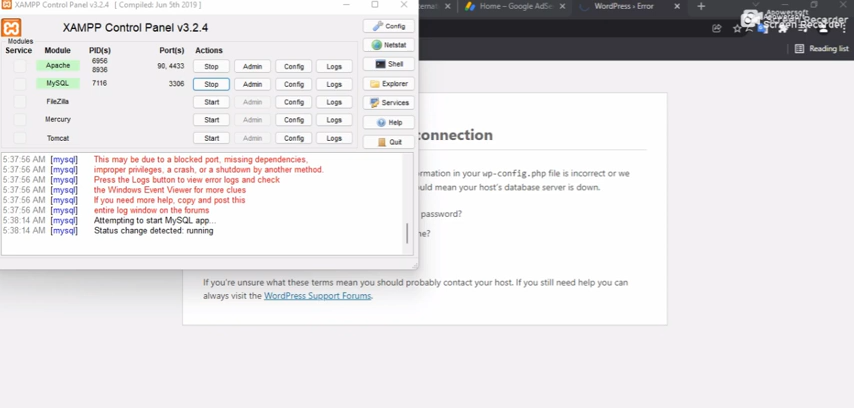 XAMPP Control Panel v3.2.4 [ Compiled: Jun 5th 2019 ]
XAMPP Control Panel v3.2.4
Config
Modules
Service Module PID(s) Port(s) Actions
Netstat
Apache 6956 8936 90, 4433 Stop Admin Config Logs
Shell
MySQL 7116 3306 Stop Admin Config Logs
Explorer
FileZilla Start Admin Config Logs
Services
Mercury Start Admin Config Logs
Help
Tomcat Start Admin Config Logs
Quit
5:37:56 AM [mysql] This may be due to a blocked port, missing dependencies,
5:37:56 AM [mysql] improper privileges, a crash, or a shutdown by another method.
5:37:56 AM [mysql] Press the Logs button to view error logs and check
5:37:56 AM [mysql] the Windows Event Viewer for more clues
5:37:56 AM [mysql] If you need more help, copy and post this
5:37:56 AM [mysql] entire log window on the forums
5:38:14 AM [mysql] Attempting to start MySQL app...
5:38:14 AM [mysql] Status change detected: running
Home – Google AdSe
WordPress › Error
Apowersoft
Screen Recorder
Reading list
connection
rmation in your wp-config.php file is incorrect or we
uld mean your host's database server is down.
password?
me?
If you're unsure what these terms mean you should probably contact your host. If you still need help you can
always visit the WordPress Support Forums.